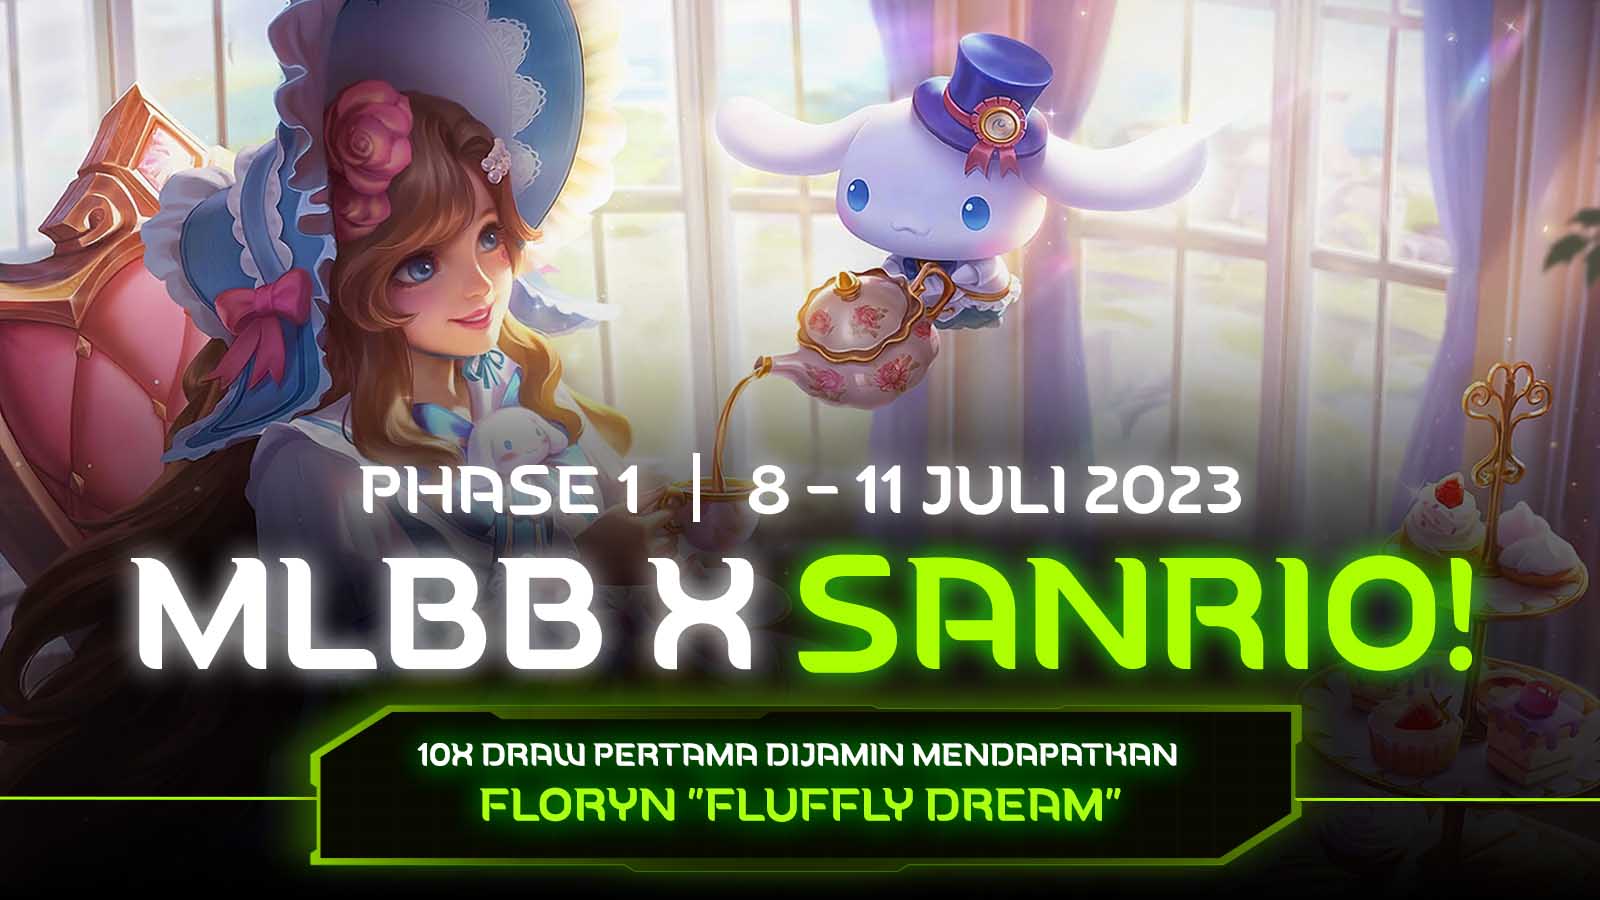 PHASE 1 | 8 - 11 JULI 2023
MLBB X SANRIO!
10X DRAW PERTAMA DIJAMIN MENDAPATKAN
FLORYN "FLUFFLY DREAM"